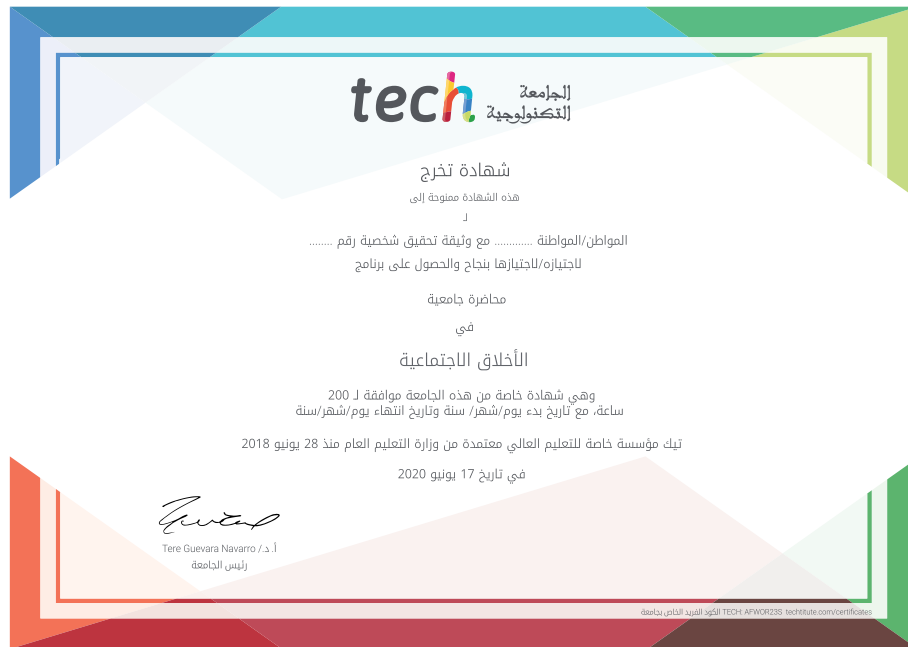 tech الجامعة
التكنولوجية
شهادة تخرج
هذه الشهادة ممنوحة إلى
لـ
المواطن/المواطنة ............. مع وثيقة تحقيق شخصية رقم ........
لاجتيازه/لاجتيازها بنجاح والحصول على برنامج
محاضرة جامعية
في
الأخلاق الاجتماعية
وهي شهادة خاصة من هذه الجامعة موافقة لـ 200
ساعة، مع تاريخ بدء يوم/شهر/ سنة وتاريخ انتهاء يوم/شهر/سنة
تيك مؤسسة خاصة للتعليم العالي معتمدة من وزارة التعليم العام منذ 28 يونيو 2018
في تاريخ 17 يونيو 2020
أ. د./ Tere Guevara Navarro
رئيس الجامعة
الكود الفريد الخاص بجامعة TECH: AFWOR23S techtitute.com/certificates